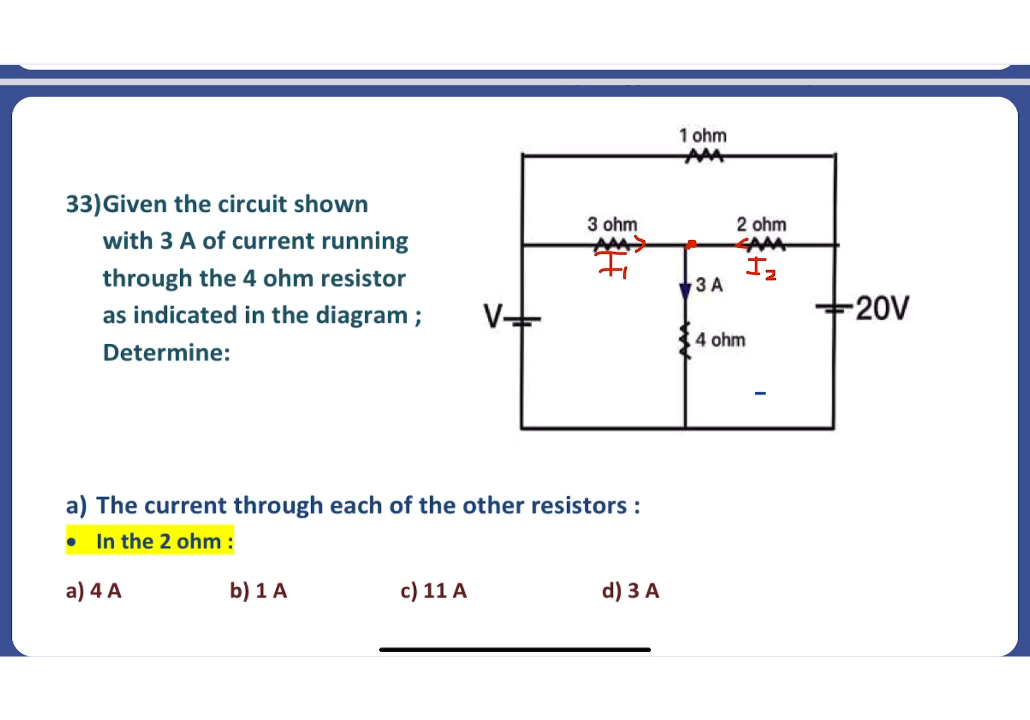 1 ohm
33)Given the circuit shown
with 3 A of current running
through the 4 ohm resistor
as indicated in the diagram ;
Determine:
3 ohm
2 ohm
I1
I2
3 A
V
20V
4 ohm
a) The current through each of the other resistors :
• In the 2 ohm :
a) 4 A b) 1 A c) 11 A d) 3 A